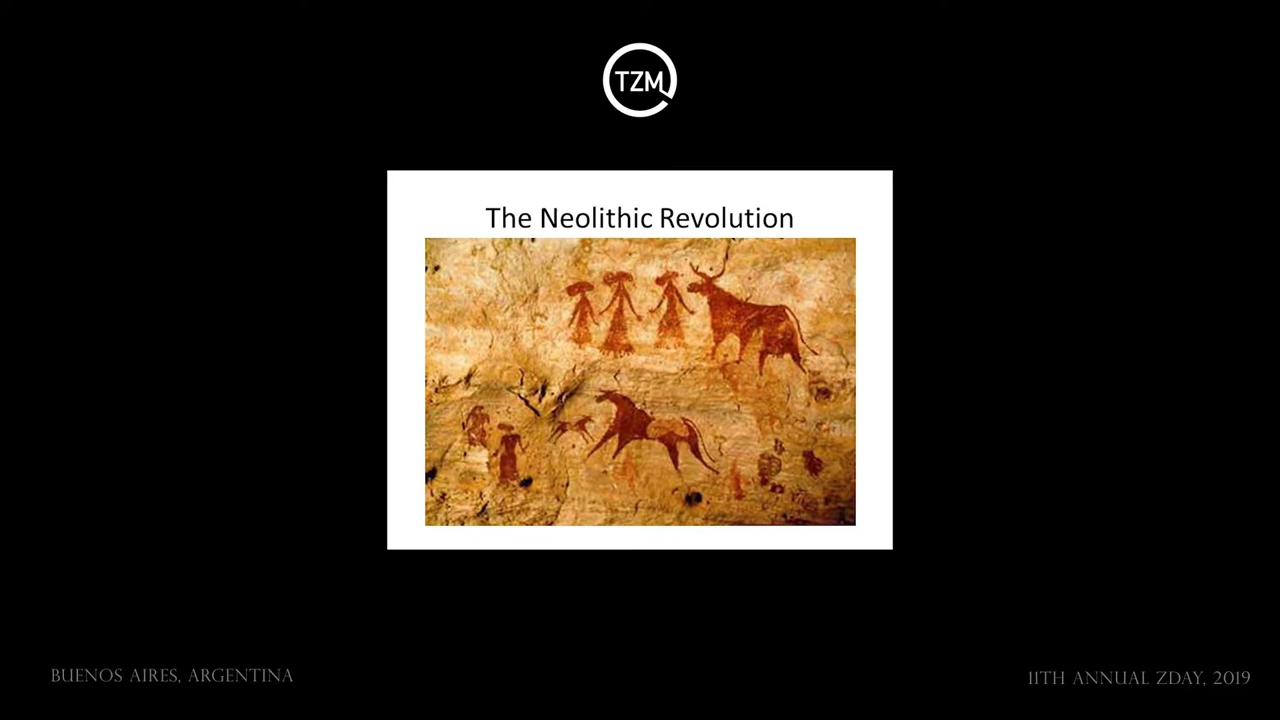 TZM
The Neolithic Revolution
BUENOS AIRES, ARGENTINA
11TH ANNUAL ZDAY, 2019